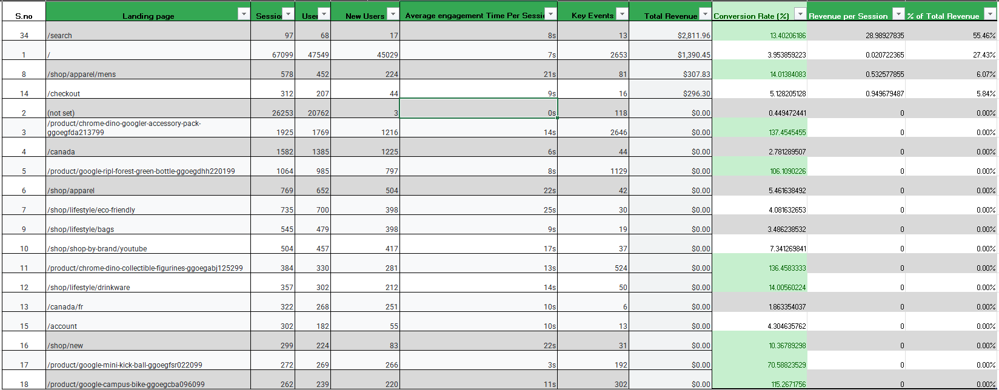 S.no Landing page Sessio User New Users Average engagement Time Per Sessi Key Events Total Revenue Conversion Rate (%) Revenue per Session % of Total Revenue
34 /search 97 68 17 8s 13 $2,811.96 13.40206186 28.98927835 55.46%
1 / 67099 47549 45029 7s 2653 $1,390.45 3.953859223 0.020722365 27.43%
8 /shop/apparel/mens 578 452 224 21s 81 $307.83 14.01384083 0.532577855 6.07%
14 /checkout 312 207 44 9s 16 $296.30 5.128205128 0.949679487 5.84%
2 (not set) 26253 20762 3 0s 118 $0.00 0.449472441 0 0.00%
/product/chrome-dino-googler-accessory-pack-
3 ggoegfda213799 1925 1769 1216 14s 2646 $0.00 137.4545455 0 0.00%
4 /canada 1582 1385 1225 6s 44 $0.00 2.781289507 0 0.00%
5 /product/google-ripl-forest-green-bottle-ggoegdhh220199 1064 985 797 8s 1129 $0.00 106.1090226 0 0.00%
6 /shop/apparel 769 652 504 22s 42 $0.00 5.461638492 0 0.00%
7 /shop/lifestyle/eco-friendly 735 700 398 25s 30 $0.00 4.081632653 0 0.00%
9 /shop/lifestyle/bags 545 479 398 9s 19 $0.00 3.486238532 0 0.00%
10 /shop/shop-by-brand/youtube 504 457 417 17s 37 $0.00 7.341269841 0 0.00%
11 /product/chrome-dino-collectible-figurines-ggoegabj125299 384 330 281 13s 524 $0.00 136.4583333 0 0.00%
12 /shop/lifestyle/drinkware 357 302 212 14s 50 $0.00 14.00560224 0 0.00%
13 /canada/fr 322 268 251 10s 6 $0.00 1.863354037 0 0.00%
15 /account 302 182 55 10s 13 $0.00 4.304635762 0 0.00%
16 /shop/new 299 224 83 22s 31 $0.00 10.36789298 0 0.00%
17 /product/google-mini-kick-ball-ggoegfsr022099 272 269 266 3s 192 $0.00 70.58823529 0 0.00%
18 /product/google-campus-bike-ggoegcba096099 262 239 220 11s 302 $0.00 115.2671756 0 0.00%